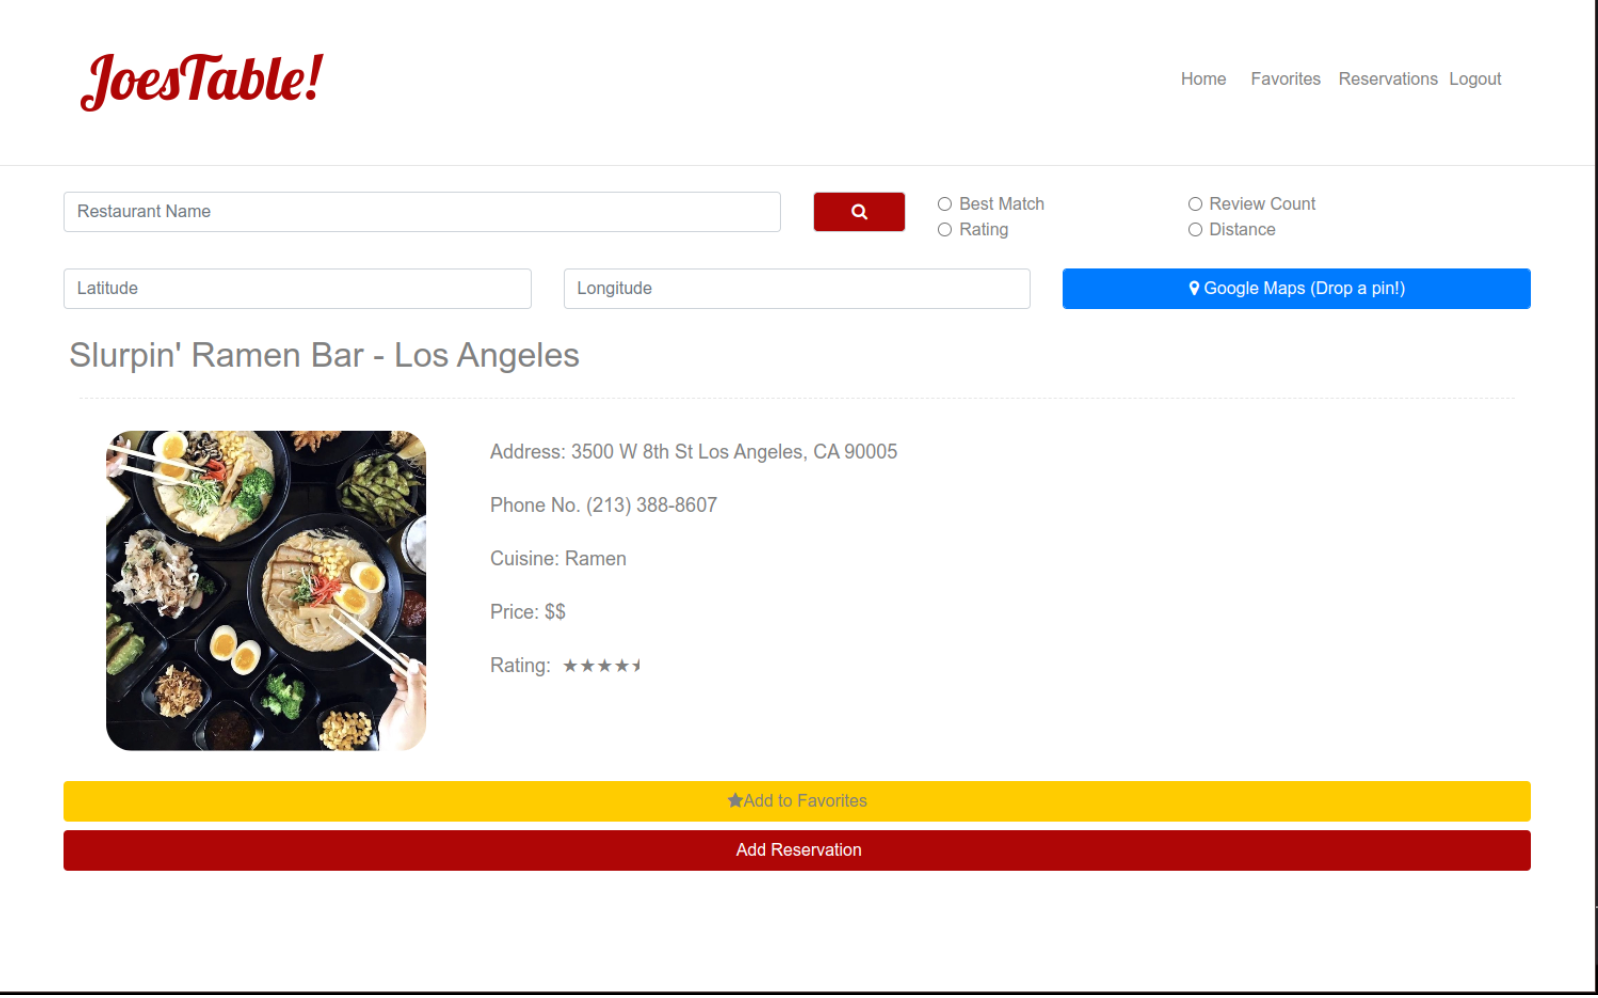 JoesTable!
Home Favorites Reservations Logout
Restaurant Name
Best Match
Review Count
Rating
Distance
Latitude
Longitude
Google Maps (Drop a pin!)
Slurpin' Ramen Bar - Los Angeles
Address: 3500 W 8th St Los Angeles, CA 90005
Phone No. (213) 388-8607
Cuisine: Ramen
Price: $$
Rating: ★★★★⯨
Add to Favorites
Add Reservation